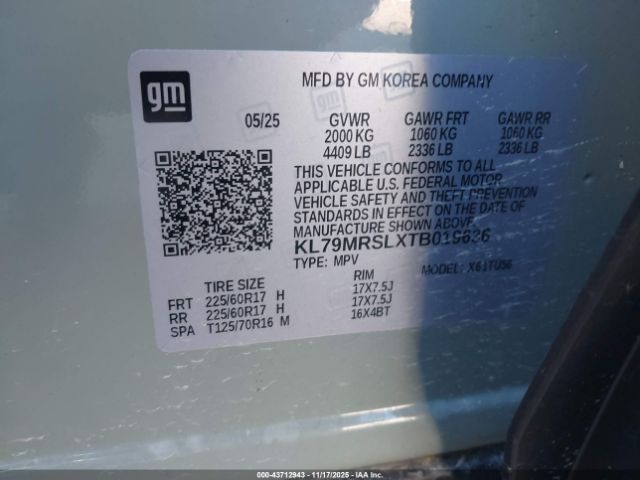 gm
MFD BY GM KOREA COMPANY
05/25 GVWR GAWR FRT GAWR RR
2000 KG 1060 KG 1060 KG
4409 LB 2336 LB 2336 LB
THIS VEHICLE CONFORMS TO ALL
APPLICABLE U.S. FEDERAL MOTOR
VEHICLE SAFETY AND THEFT PREVENTION
STANDARDS IN EFFECT ON THE DATE OF
MANUFACTURE SHOWN ABOVE.
TYPE: MPV MODEL:
TIRE SIZE RIM
FRT 225/60R17 H 17X7.5J
RR 225/60R17 H 17X7.5J
SPA T125/70R16 M 16X4BT
000-43712943 | 11/17/2025 - IAA Inc.